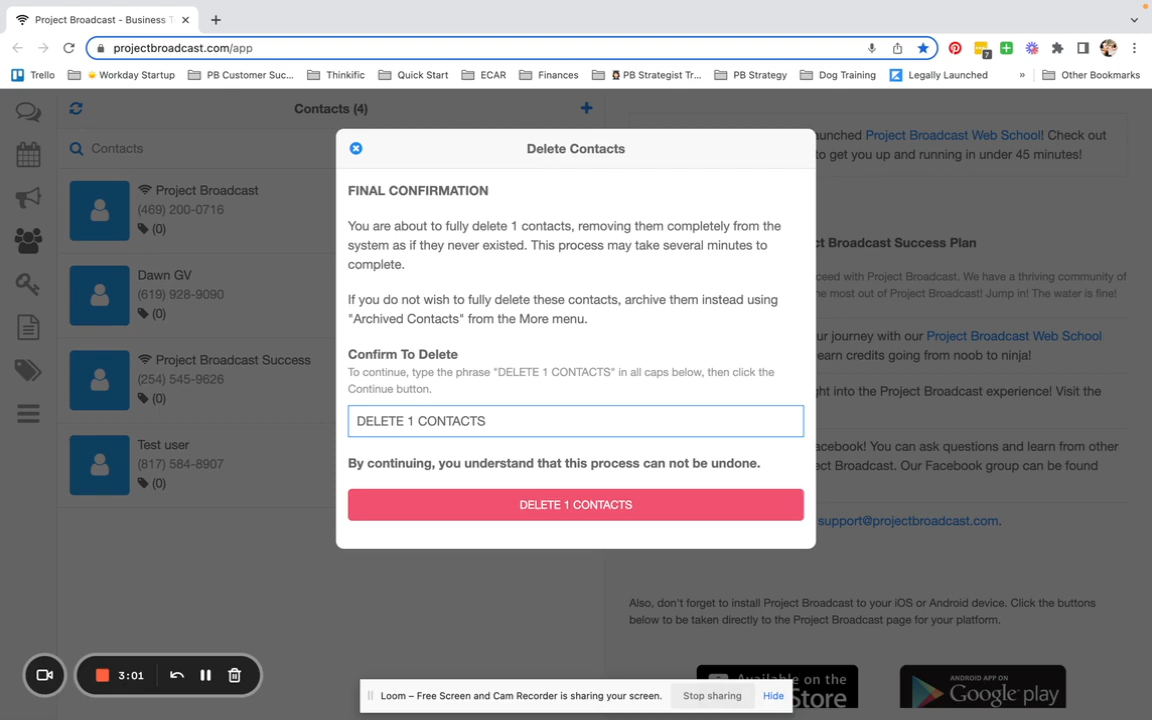 Project Broadcast - Business T
projectbroadcast.com/app
7
Trello
Workday Startup
PB Customer Suc...
Thinkific
Quick Start
ECAR
Finances
PB Strategist Tr...
PB Strategy
Dog Training
Legally Launched
»
Other Bookmarks
Contacts (4)
Contacts
Project Broadcast
(469) 200-0716
(0)
Dawn GV
(619) 928-9090
(0)
Project Broadcast Success
(254) 545-9626
(0)
Test user
(817) 584-8907
(0)
Delete Contacts
FINAL CONFIRMATION
You are about to fully delete 1 contacts, removing them completely from the
system as if they never existed. This process may take several minutes to
complete.
If you do not wish to fully delete these contacts, archive them instead using
"Archived Contacts" from the More menu.
Confirm To Delete
To continue, type the phrase "DELETE 1 CONTACTS" in all caps below, then click the
Continue button.
DELETE 1 CONTACTS
By continuing, you understand that this process can not be undone.
DELETE 1 CONTACTS
launched Project Broadcast Web School! Check out
to get you up and running in under 45 minutes!
Broadcast Success Plan
ceed with Project Broadcast. We have a thriving community of
he most out of Project Broadcast! Jump in! The water is fine!
ur journey with our Project Broadcast Web School
earn credits going from noob to ninja!
ght into the Project Broadcast experience! Visit the
acebook! You can ask questions and learn from other
ect Broadcast. Our Facebook group can be found
support@projectbroadcast.com.
Also, don't forget to install Project Broadcast to your iOS or Android device. Click the buttons
below to be taken directly to the Project Broadcast page for your platform.
Available on the
Store
ANDROID APP ON
Google play
3:01
Loom – Free Screen and Cam Recorder is sharing your screen.
Stop sharing
Hide